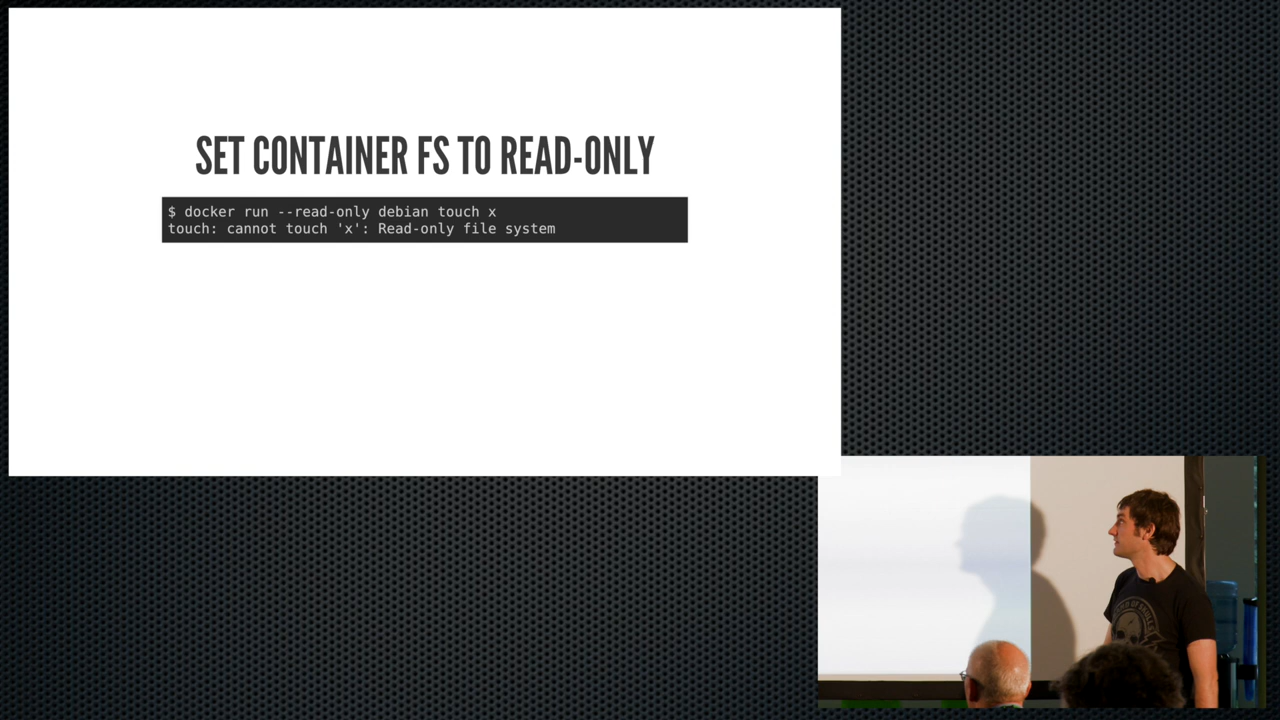 SET CONTAINER FS TO READ-ONLY
$ docker run --read-only debian touch x
touch: cannot touch 'x': Read-only file system